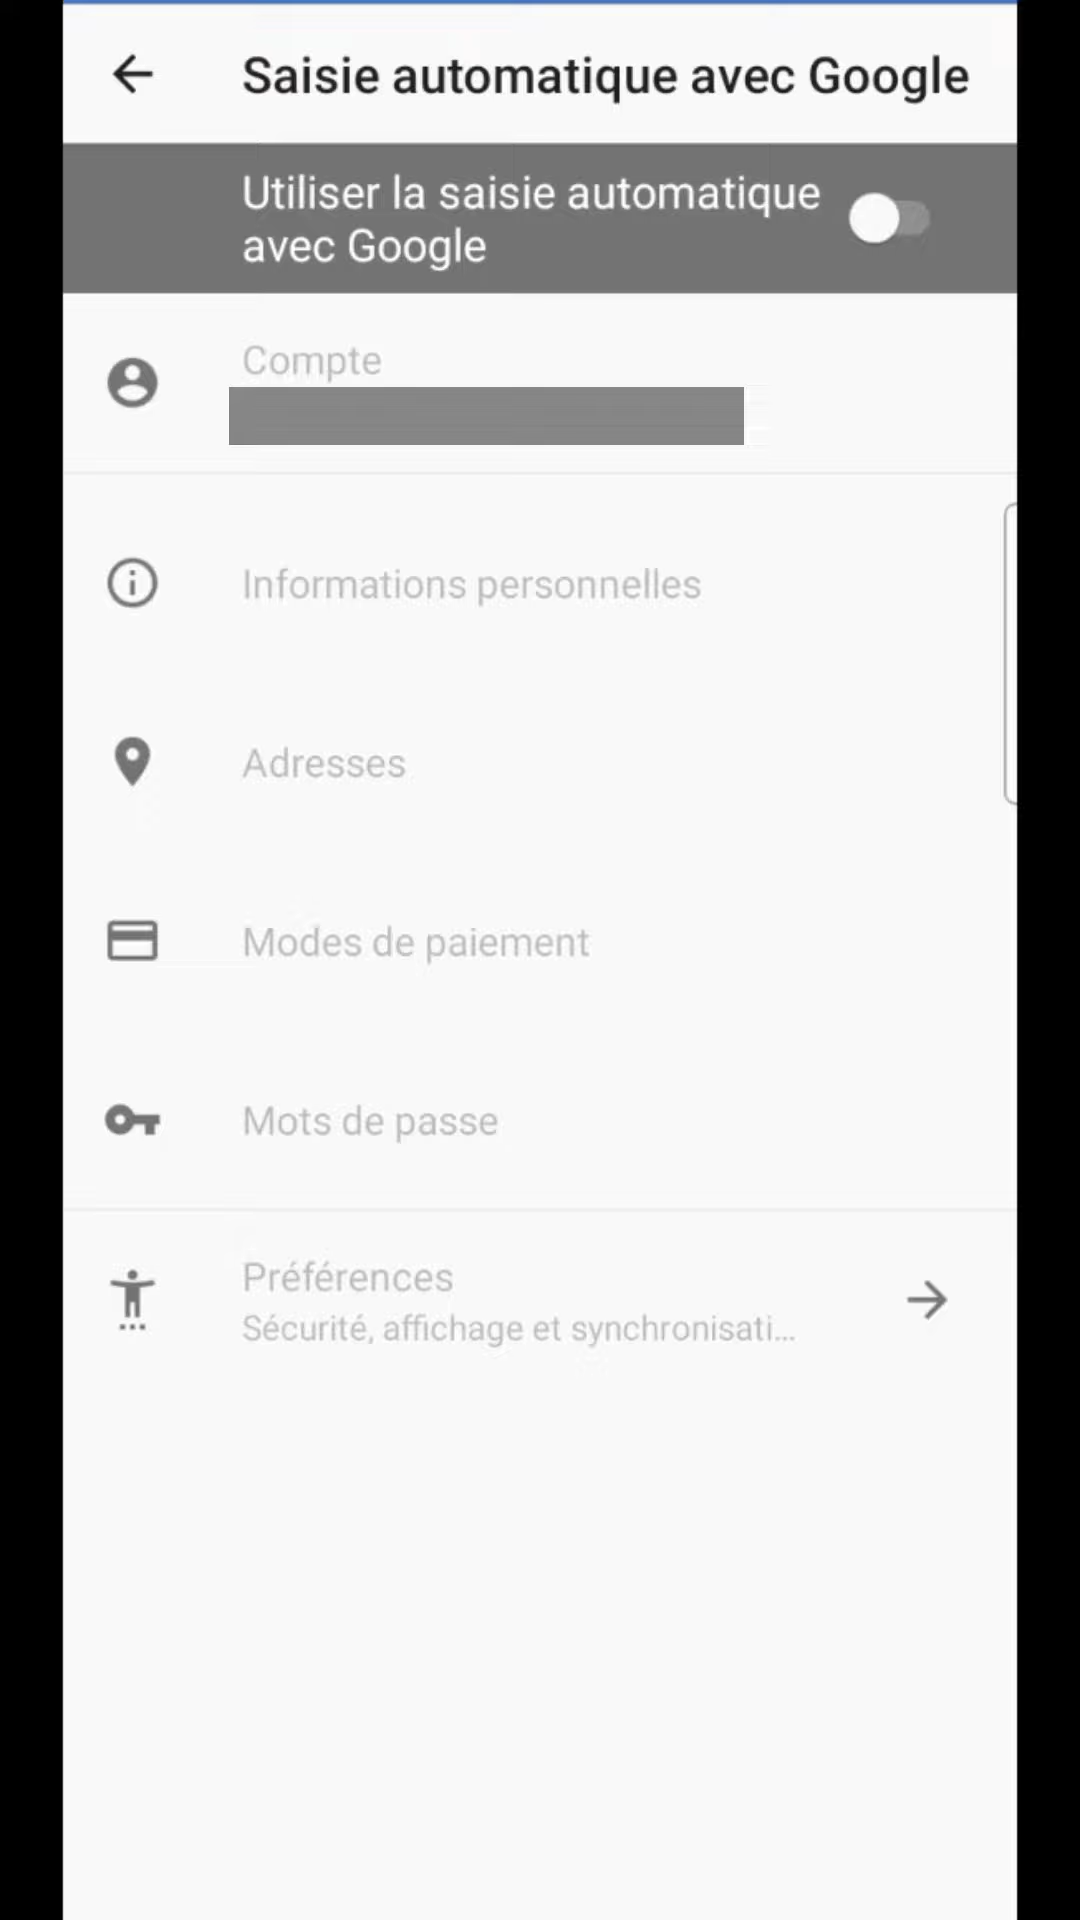 Saisie automatique avec Google
Utiliser la saisie automatique
avec Google
Compte
Informations personnelles
Adresses
Modes de paiement
Mots de passe
Préférences
Sécurité, affichage et synchronisati...